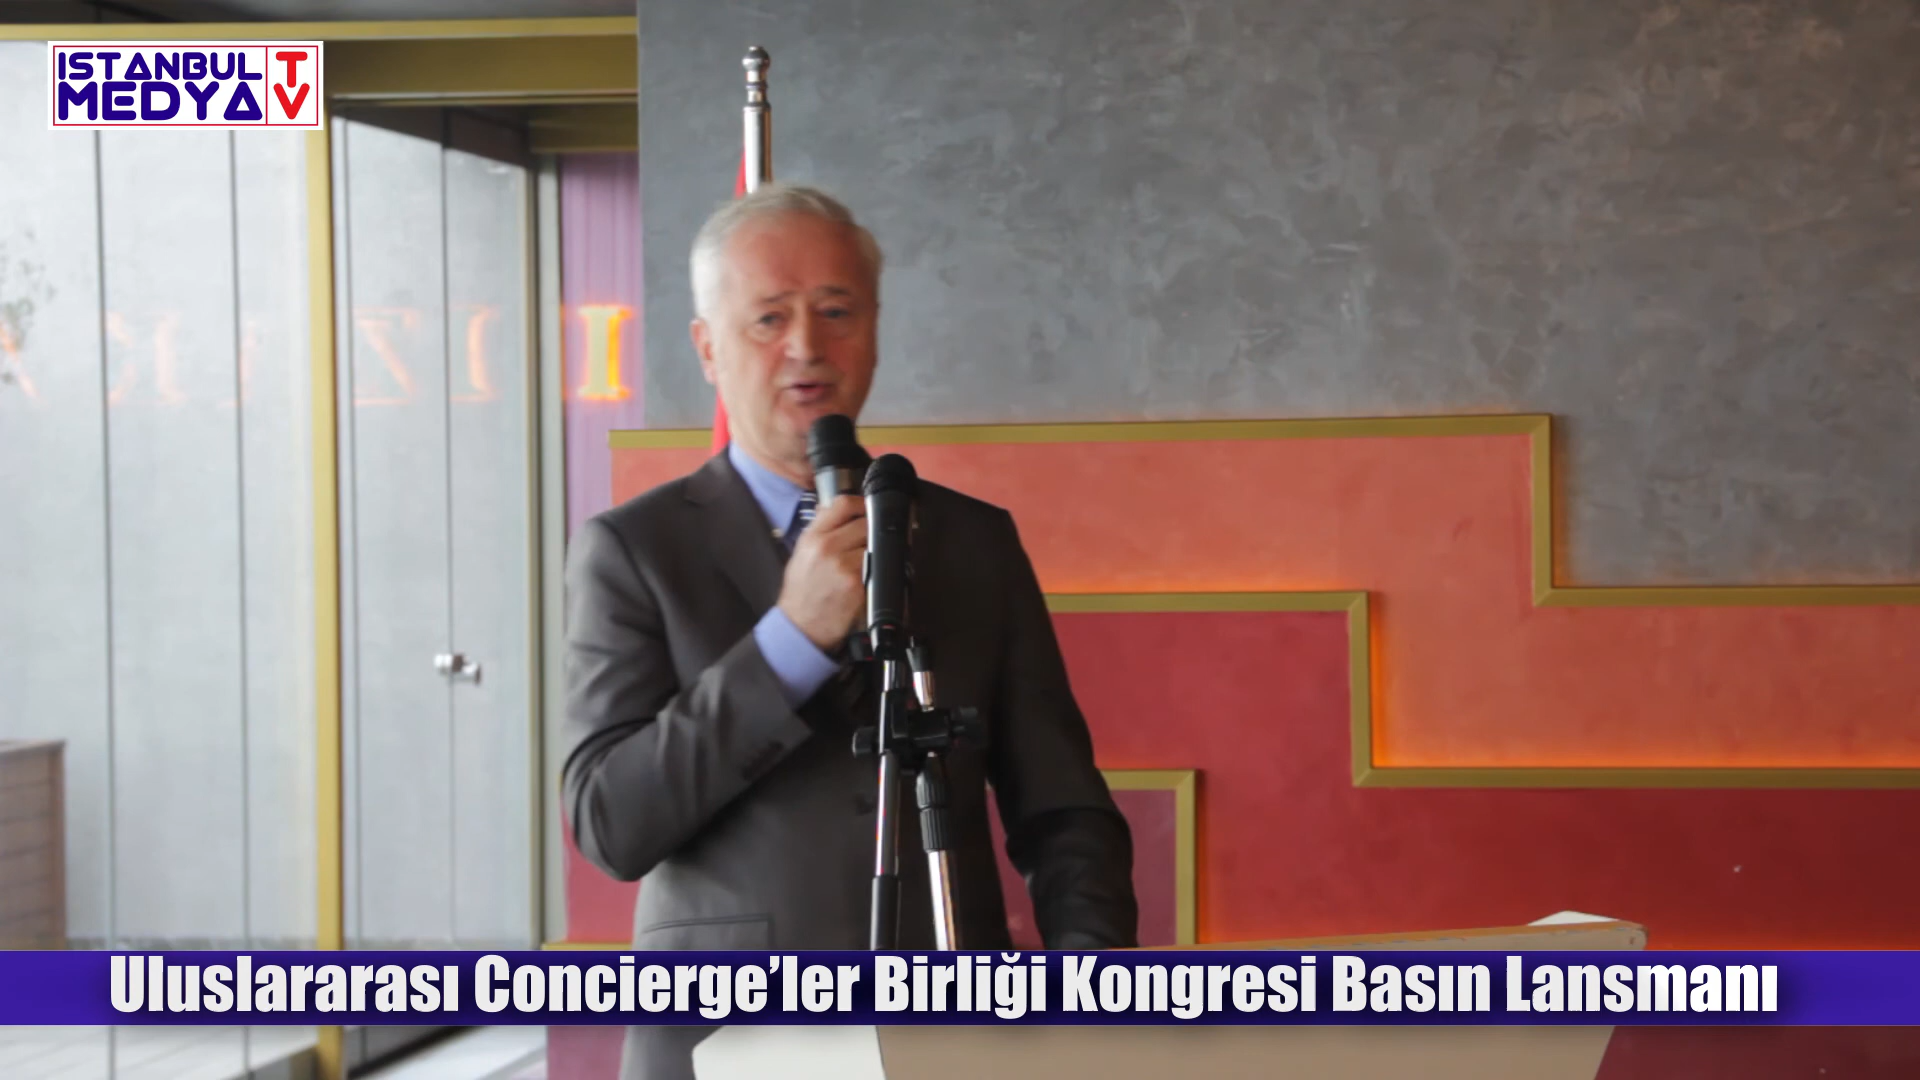 ISTANBUL TV
MEDYA
Uluslararası Concierge’ler Birliği Kongresi Basın Lansmanı